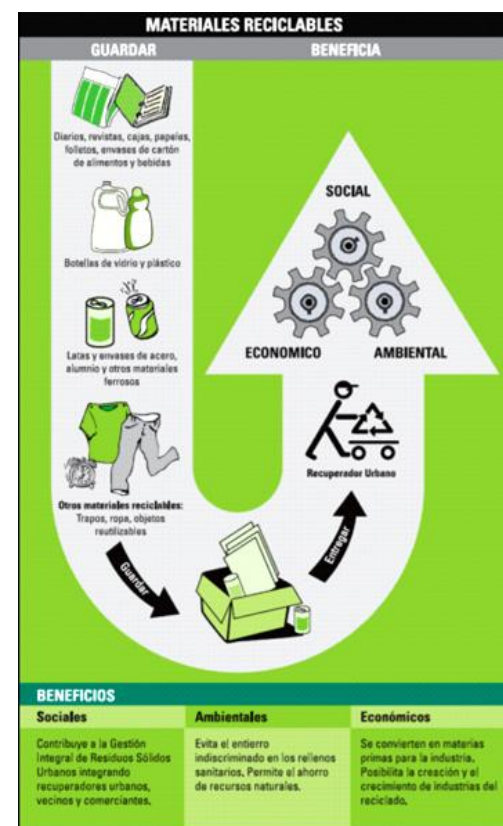 MATERIALES RECICLABLES
GUARDAR
BENEFICIA
Diarios, revistas, cajas, papeles,
folletos, envases de cartón
de alimentos y bebidas
Botellas de vidrio y plástico
Latas y envases de acero,
alumnio y otros materiales
ferrosos
Otros materiales reciclables:
Trapos, ropa, objetos
reutilizables
Guardar
Entregar
Recuperador Urbano
SOCIAL
ECONOMICO
AMBIENTAL
BENEFICIOS
Sociales
Contribuye a la Gestión
Integral de Residuos Sólidos
Urbanos integrando
recuperadores urbanos,
vecinos y comerciantes.
Ambientales
Evita el entierro
indiscriminado en los rellenos
sanitarios. Permite el ahorro
de recursos naturales.
Económicos
Se convierten en materias
primas para la industria.
Posibilita la creación y el
crecimiento de industrias del
reciclado.